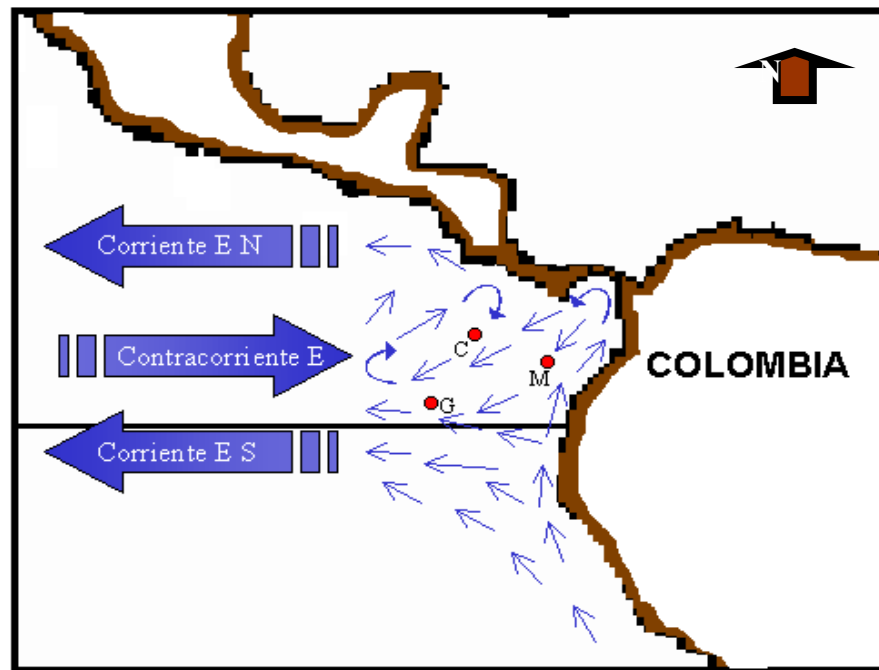 N
Corriente E N
Contracorriente E
C
M
COLOMBIA
G
Corriente E S